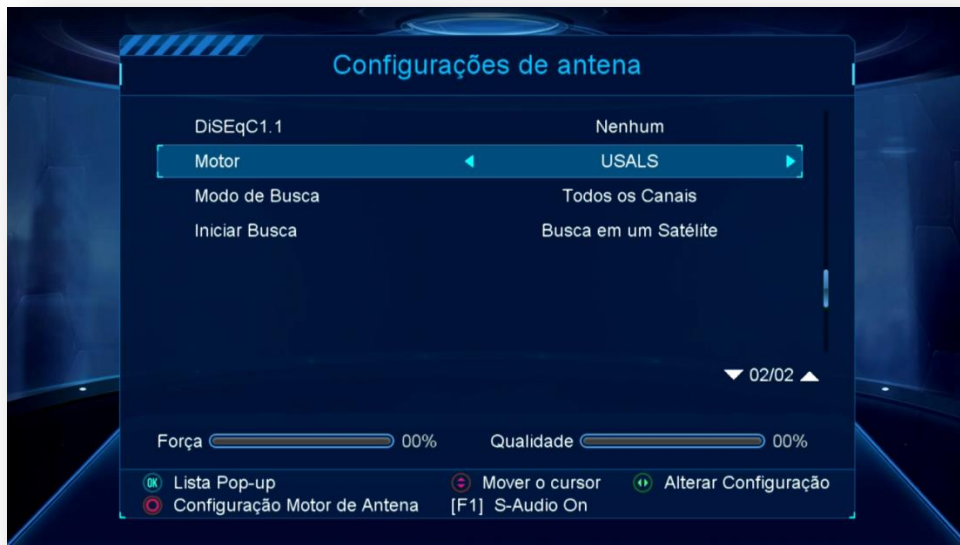 Configurações de antena
DiSEqC1.1 Nenhum
Motor USALS
Modo de Busca Todos os Canais
Iniciar Busca Busca em um Satélite
02/02
Força 00% Qualidade 00%
OK Lista Pop-up Mover o cursor Alterar Configuração
Configuração Motor de Antena [F1] S-Audio On